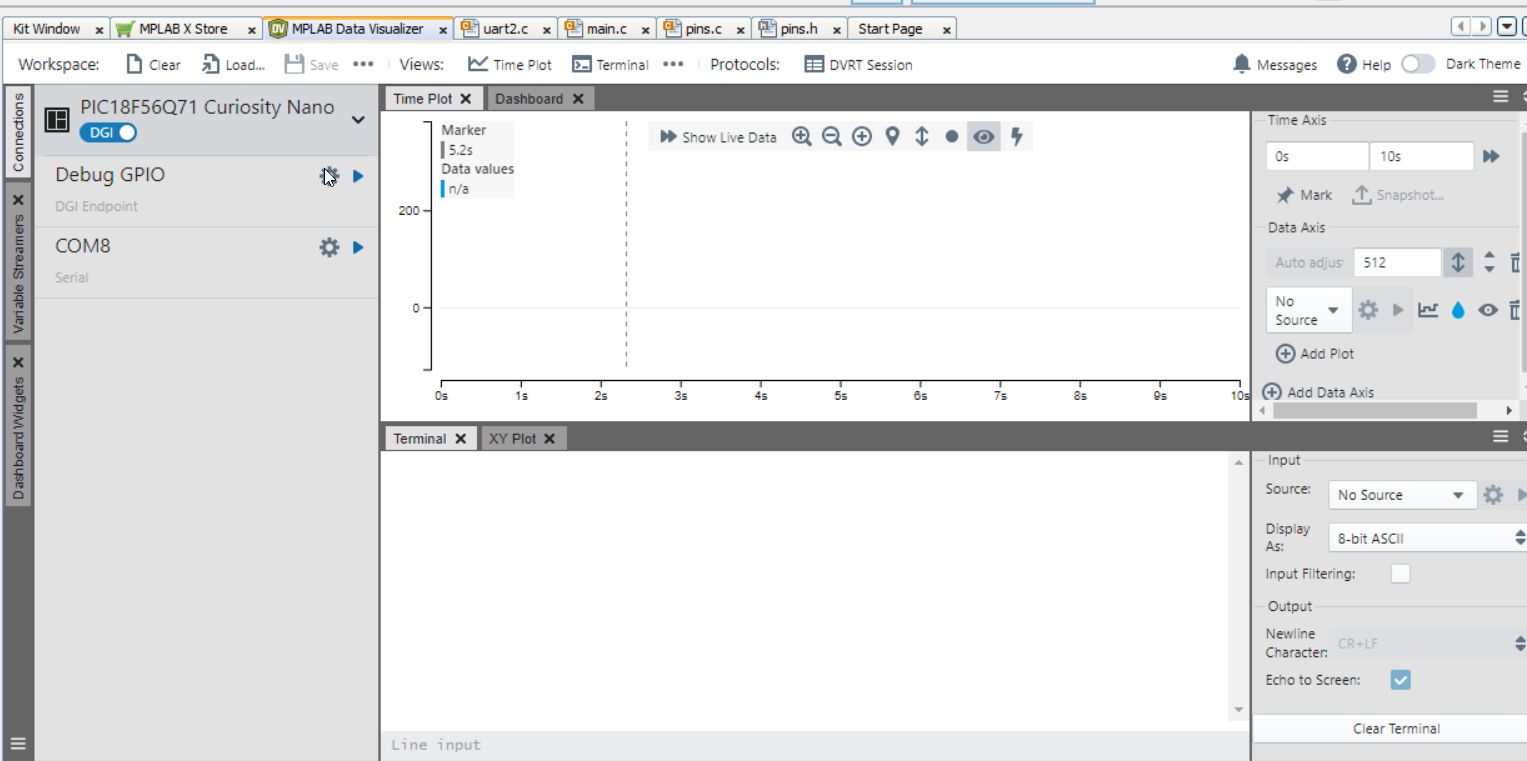 Kit Window x MPLAB X Store x MPLAB Data Visualizer x uart2.c x main.c x pins.c x pins.h x Start Page x
Workspace: Clear Load... Save Views: Time Plot Terminal Protocols: DVRT Session Messages Help Dark Theme
Connections
Variable Streamers
Dashboard Widgets
PIC18F56Q71 Curiosity Nano
DGI
Debug GPIO
DGI Endpoint
COM8
Serial
Time Plot Dashboard
Marker
5.2s
Data values
n/a
Show Live Data
200
0
0s 1s 2s 3s 4s 5s 6s 7s 8s 9s 10s
Time Axis
0s 10s
Mark Snapshot...
Data Axis
Auto adjus 512
No
Source
Add Plot
Add Data Axis
Terminal XY Plot
Line input
Input
Source: No Source
Display
As: 8-bit ASCII
Input Filtering:
Output
Newline
Character: CR+LF
Echo to Screen:
Clear Terminal